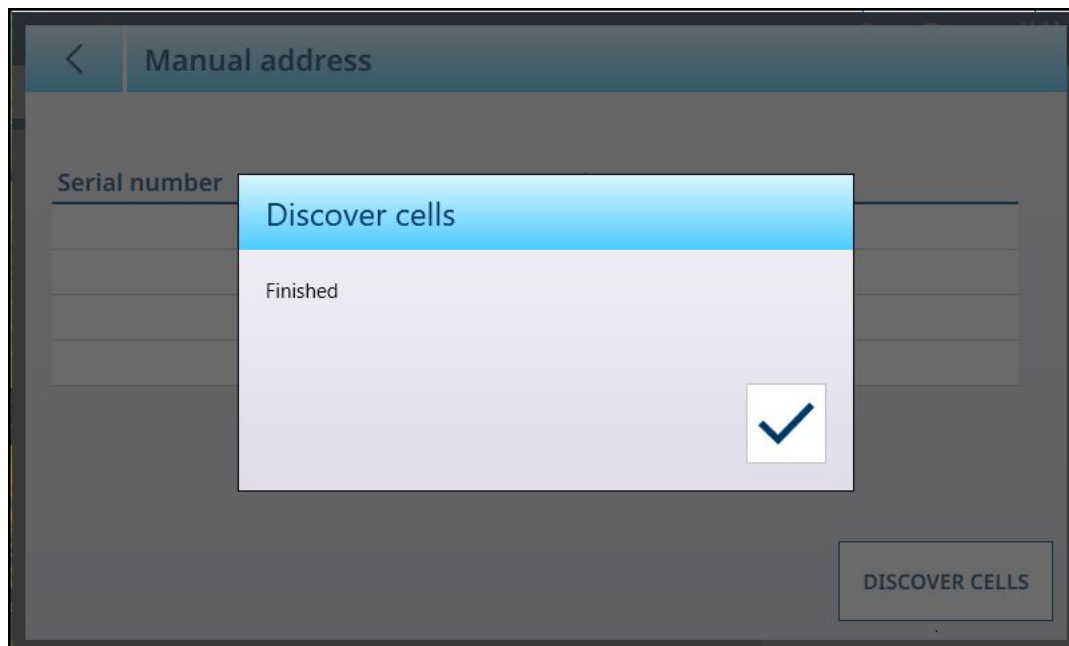 Manual address
Serial number
Discover cells
Finished
DISCOVER CELLS